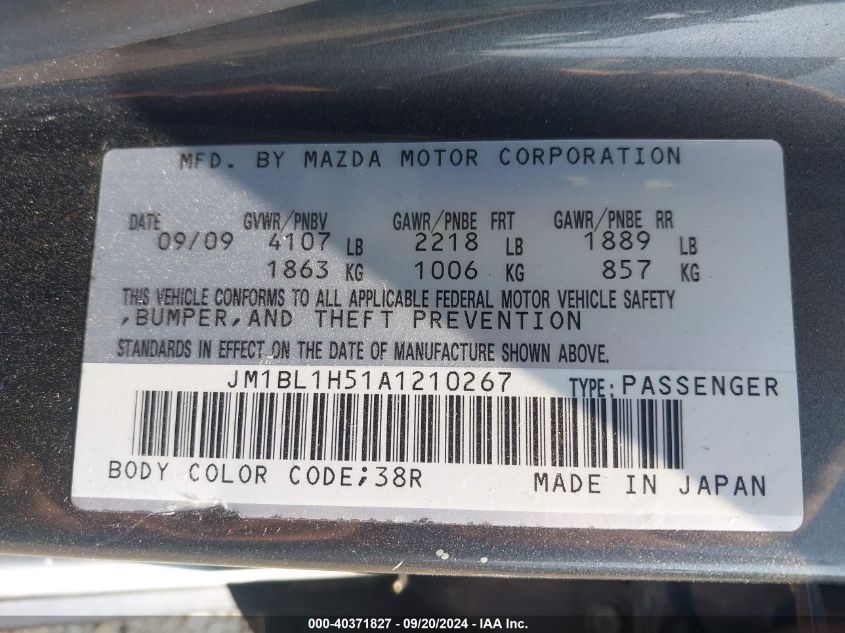 MFD. BY MAZDA MOTOR CORPORATION
DATE GVWR/PNBV GAWR/PNBE FRT GAWR/PNBE RR
09/09 4107 LB 2218 LB 1889 LB
1863 KG 1006 KG 857 KG
THIS VEHICLE CONFORMS TO ALL APPLICABLE FEDERAL MOTOR VEHICLE SAFETY
,BUMPER,AND THEFT PREVENTION
STANDARDS IN EFFECT ON THE DATE OF MANUFACTURE SHOWN ABOVE.
JM1BL1H51A1210267 TYPE: PASSENGER
BODY COLOR CODE;38R MADE IN JAPAN
000-40371827 - 09/20/2024 - IAA Inc.